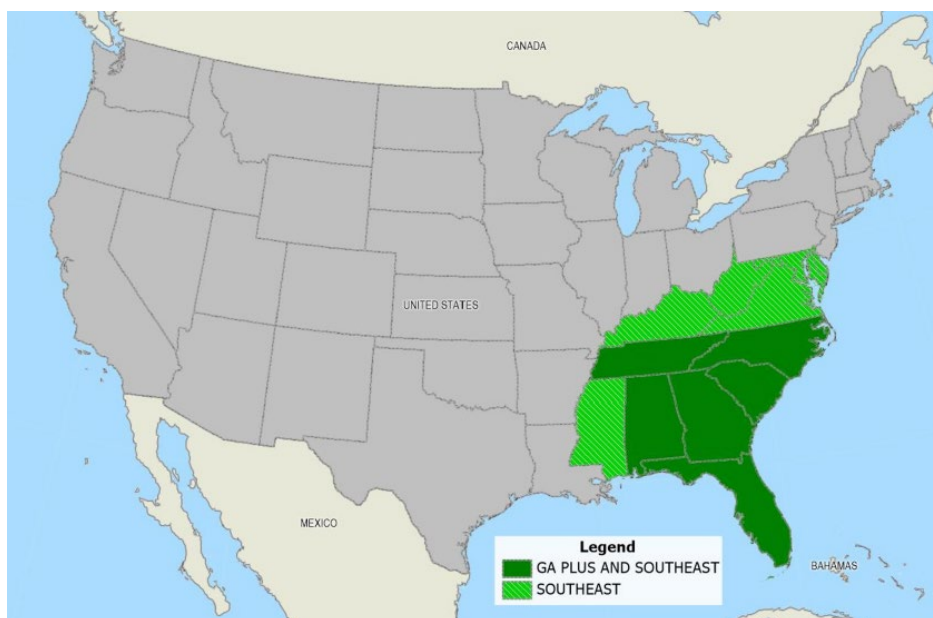 CANADA
UNITED STATES
MEXICO
BAHAMAS
Legend
GA PLUS AND SOUTHEAST
SOUTHEAST